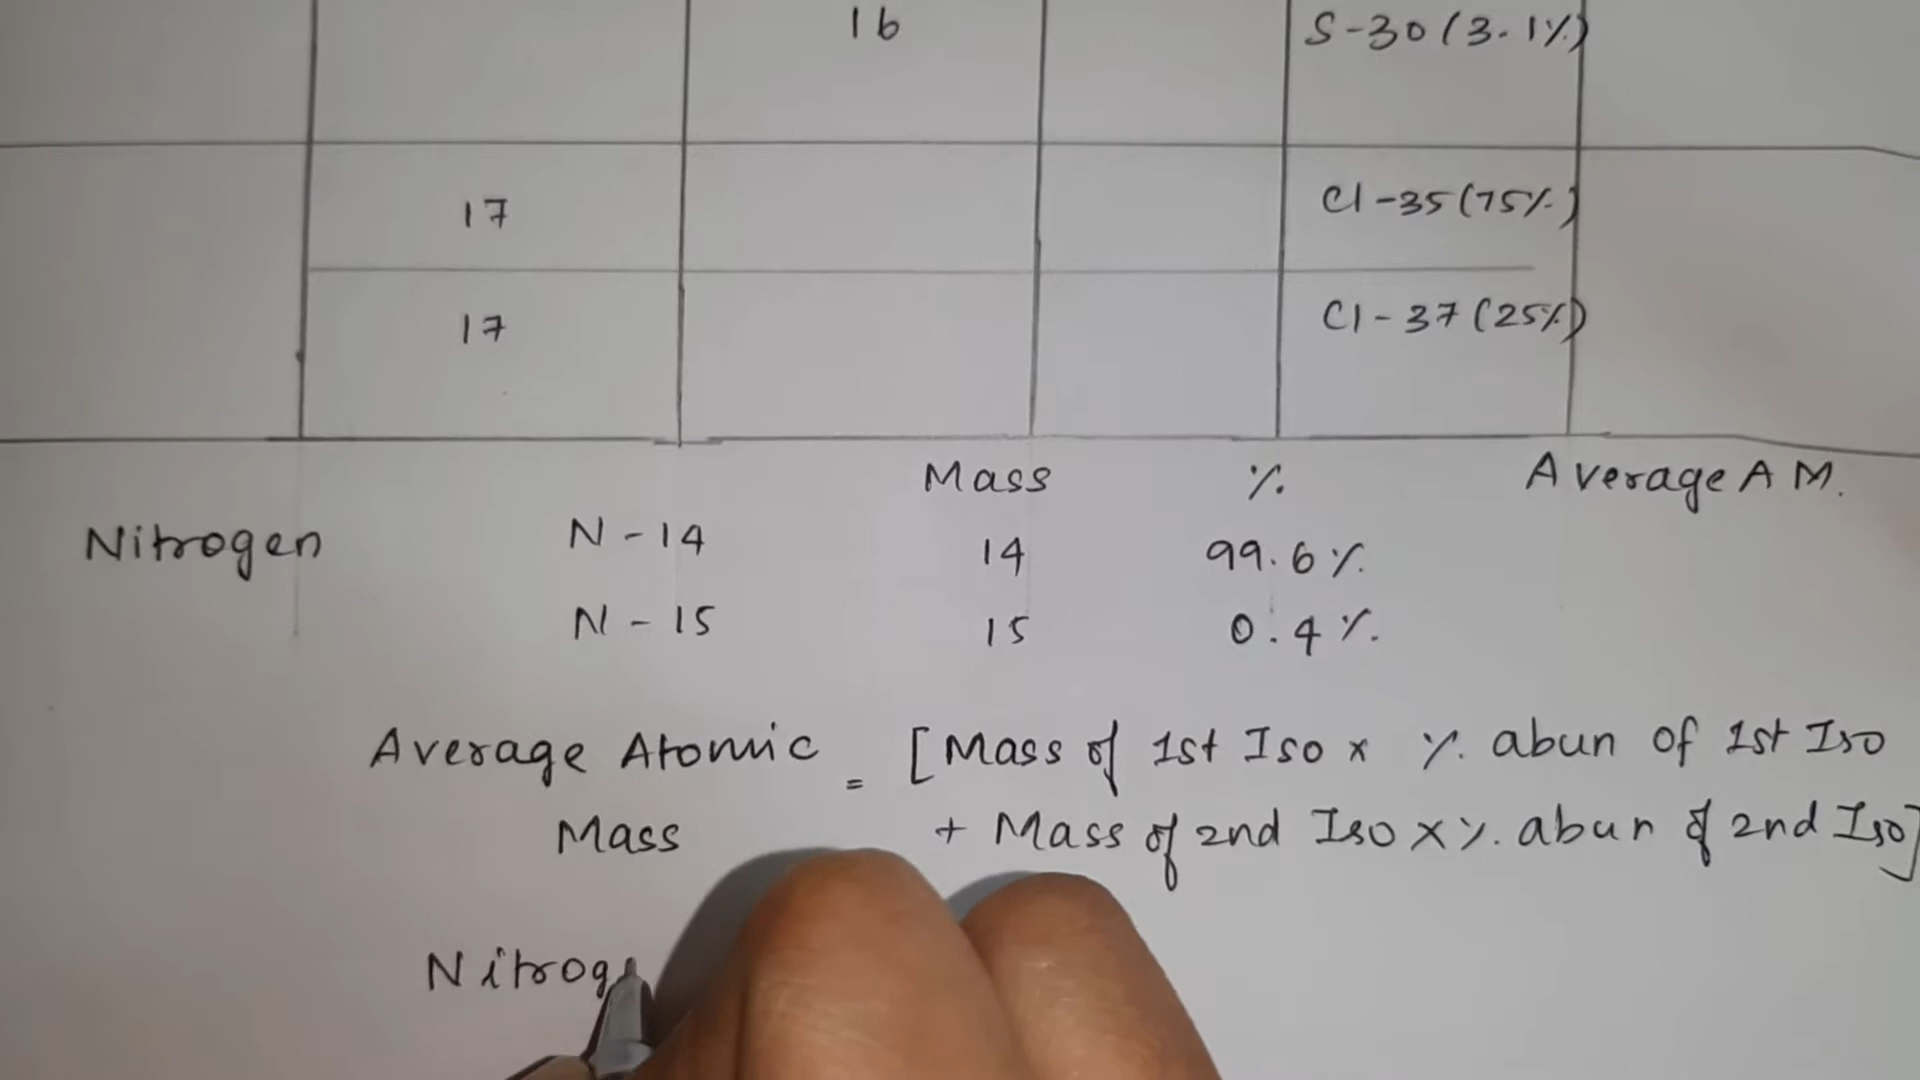 16 S-30 (3.1%)
17 Cl-35 (75%)
17 Cl-37 (25%)
Mass % Average A M.
Nitrogen N-14 14 99.6%
N-15 15 0.4%
Average Atomic = [Mass of 1st Iso x % abun of 1st Iso
Mass + Mass of 2nd Iso x % abun of 2nd Iso]
Nitrog